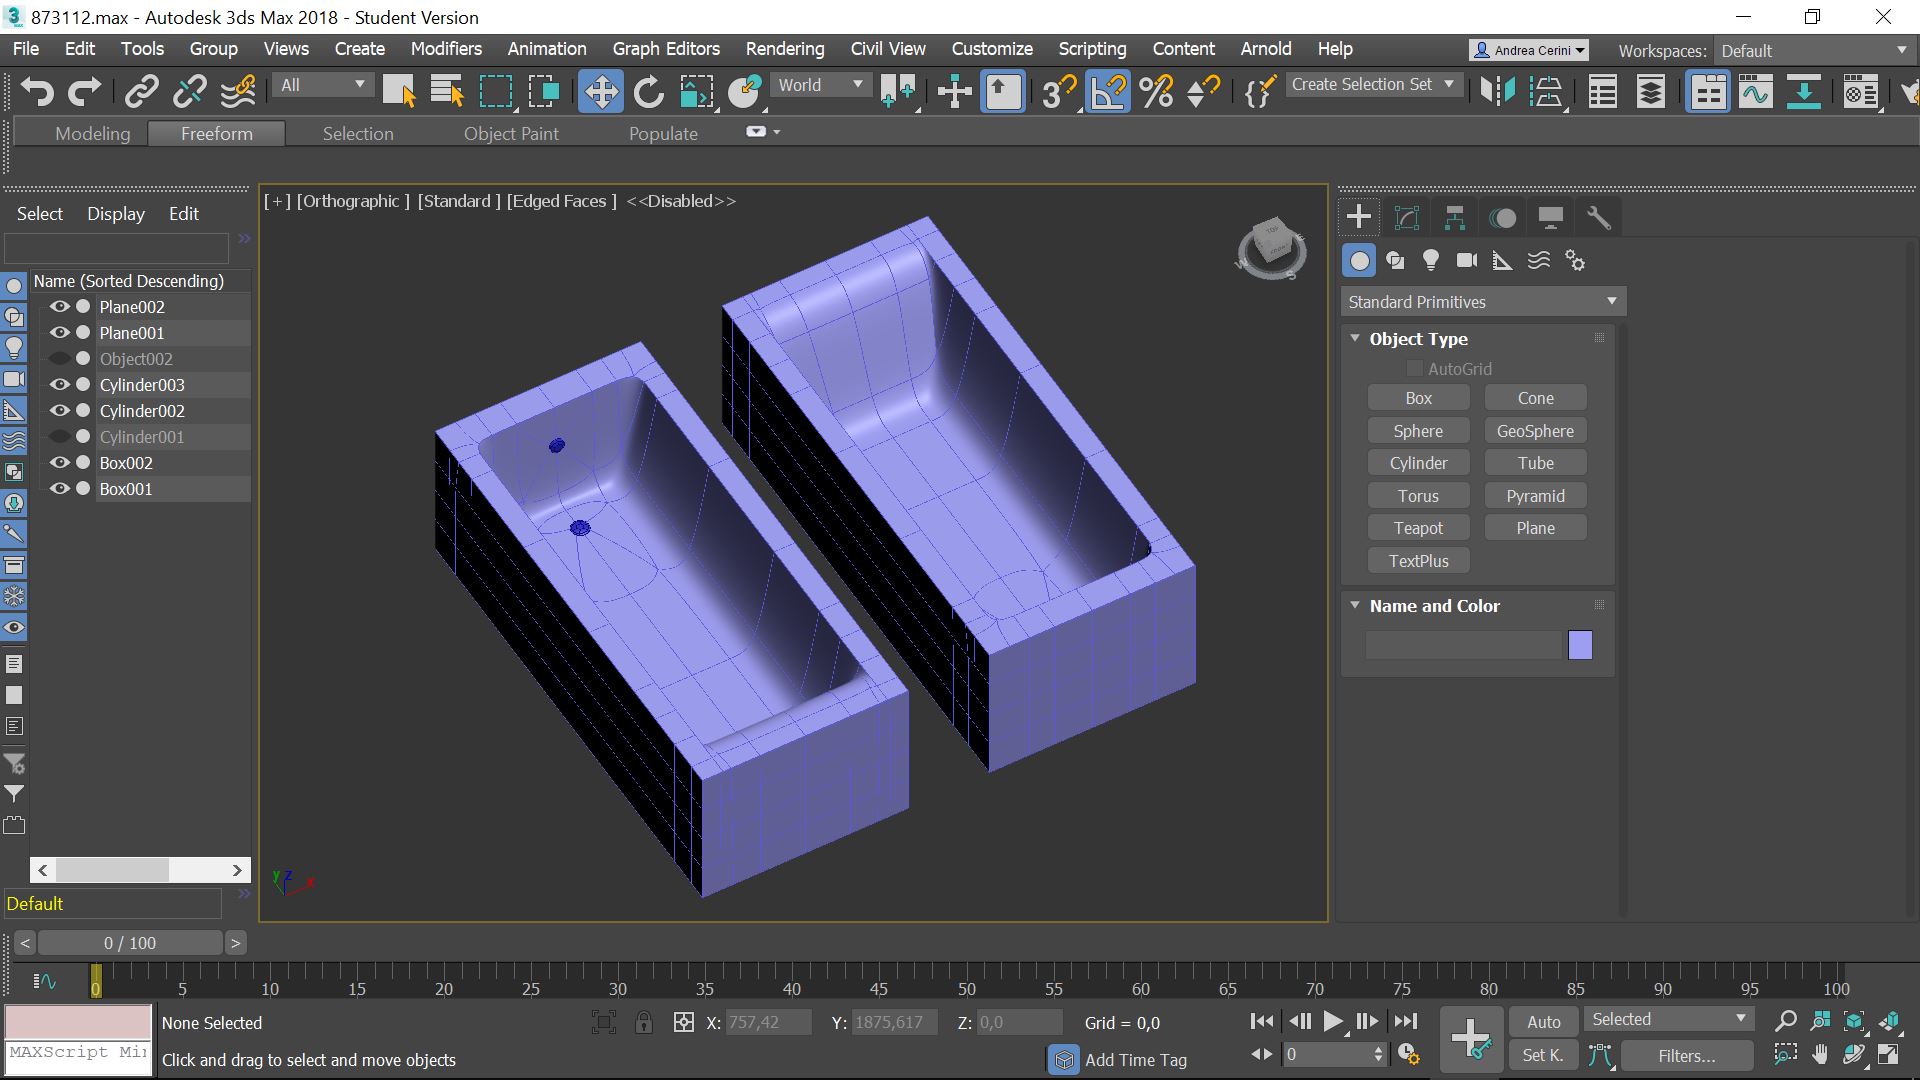 873112.max - Autodesk 3ds Max 2018 - Student Version
File Edit Tools Group Views Create Modifiers Animation Graph Editors Rendering Civil View Customize Scripting Content Arnold Help
Andrea Cerini Workspaces: Default
All World Create Selection Set
Modeling Freeform Selection Object Paint Populate
Select Display Edit
[ + ] [Orthographic ] [Standard ] [Edged Faces ] <<Disabled>>
Name (Sorted Descending)
Plane002
Plane001
Object002
Cylinder003
Cylinder002
Cylinder001
Box002
Box001
TOP
FRONT
W
S
E
y z x
Standard Primitives
Object Type
AutoGrid
Box Cone
Sphere GeoSphere
Cylinder Tube
Torus Pyramid
Teapot Plane
TextPlus
Name and Color
Default
< 0 / 100 >
0 5 10 15 20 25 30 35 40 45 50 55 60 65 70 75 80 85 90 95 100
None Selected X: 757,42 Y: 1875,617 Z: 0,0 Grid = 0,0 Auto Selected
MAXScript Mi
Click and drag to select and move objects Add Time Tag 0 Set K. Filters...